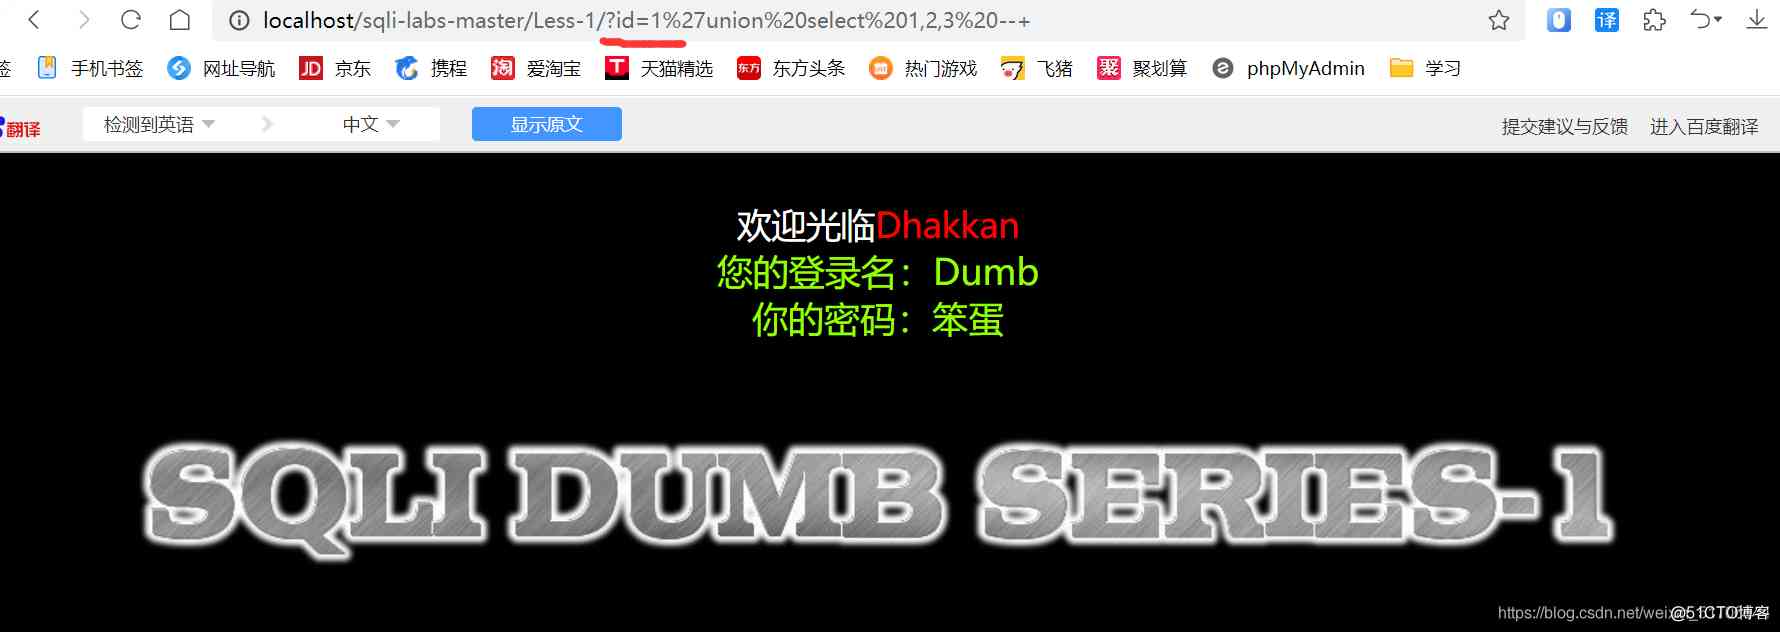 localhost/sqli-labs-master/Less-1/?id=1%27union%20select%201,2,3%20--+
译
签 手机书签 网址导航 JD 京东 携程 淘 爱淘宝 T 天猫精选 东方 东方头条 热门游戏 飞猪 聚 聚划算 phpMyAdmin 学习
翻译 检测到英语 中文 显示原文 提交建议与反馈 进入百度翻译
欢迎光临Dhakkan
您的登录名：Dumb
你的密码：笨蛋
SQLI DUMB SERIES-1
https://blog.csdn.net/weix
@51CTO博客